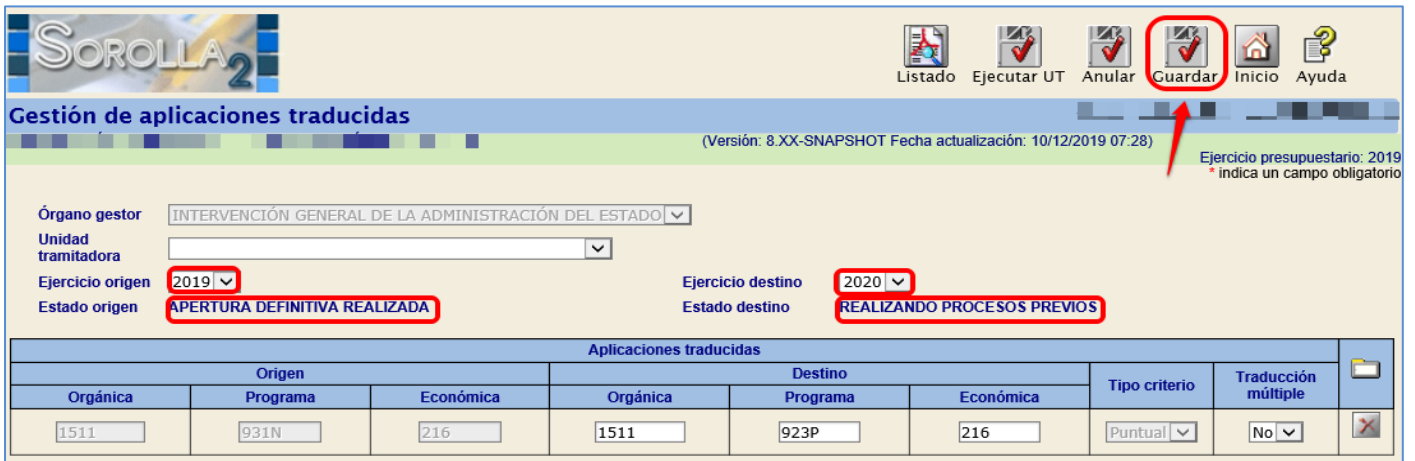 SOROLLA2
Listado Ejecutar UT Anular Guardar Inicio Ayuda
Gestión de aplicaciones traducidas
(Versión: 8.XX-SNAPSHOT Fecha actualización: 10/12/2019 07:28)
Ejercicio presupuestario: 2019
* indica un campo obligatorio
Órgano gestor INTERVENCIÓN GENERAL DE LA ADMINISTRACIÓN DEL ESTADO
Unidad
tramitadora
Ejercicio origen 2019 Ejercicio destino 2020
Estado origen APERTURA DEFINITIVA REALIZADA Estado destino REALIZANDO PROCESOS PREVIOS
Aplicaciones traducidas
Origen Destino Tipo criterio Traducción múltiple
Orgánica Programa Económica Orgánica Programa Económica
1511 931N 216 1511 923P 216 Puntual No